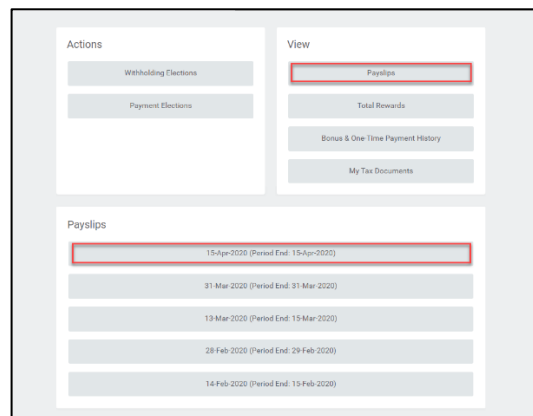 Actions
Withholding Elections
Payment Elections
View
Payslips
Total Rewards
Bonus & One-Time Payment History
My Tax Documents
Payslips
15-Apr-2020 (Period End: 15-Apr-2020)
31-Mar-2020 (Period End: 31-Mar-2020)
13-Mar-2020 (Period End: 15-Mar-2020)
28-Feb-2020 (Period End: 29-Feb-2020)
14-Feb-2020 (Period End: 15-Feb-2020)